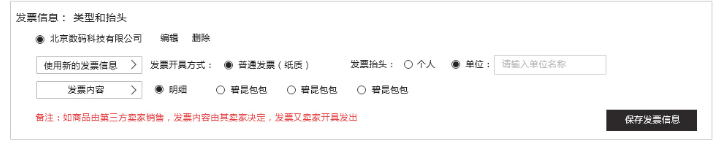 发票信息： 类型和抬头
北京数码科技有限公司 编辑 删除
使用新的发票信息 发票开具方式： 普通发票（纸质） 发票抬头： 个人 单位： 请输入单位名称
发票内容 明细 碧昆包包 碧昆包包 碧昆包包
备注：如商品由第三方卖家销售，发票内容由其卖家决定，发票又卖家开具发出
保存发票信息